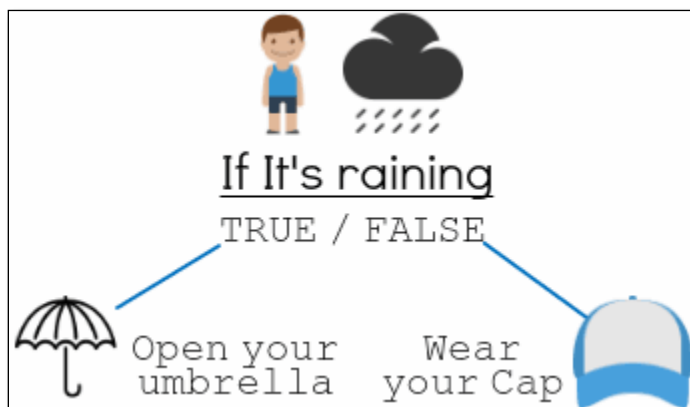 If It's raining
TRUE / FALSE
Open your
umbrella
Wear
your Cap